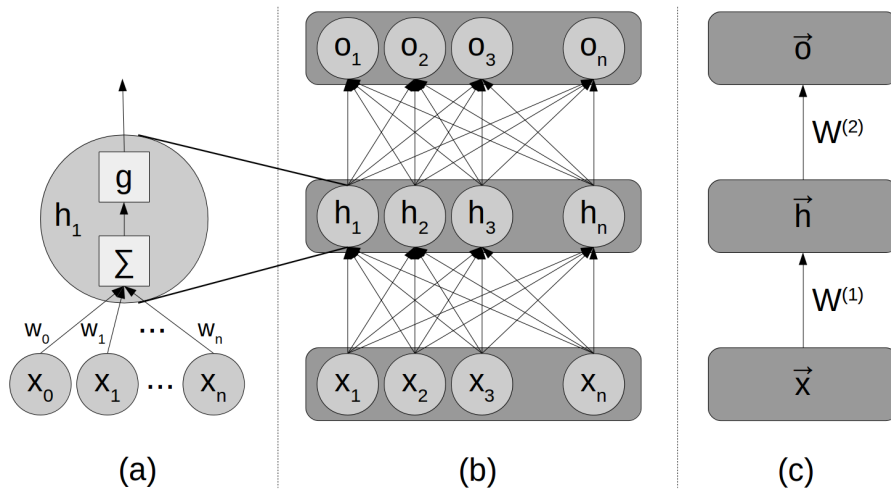 g
h₁
∑
w₀ w₁ ... wₙ
x₀ x₁ ... xₙ
(a)
o₁ o₂ o₃ oₙ
h₁ h₂ h₃ hₙ
x₁ x₂ x₃ xₙ
(b)
o⃗
W⁽²⁾
h⃗
W⁽¹⁾
x⃗
(c)